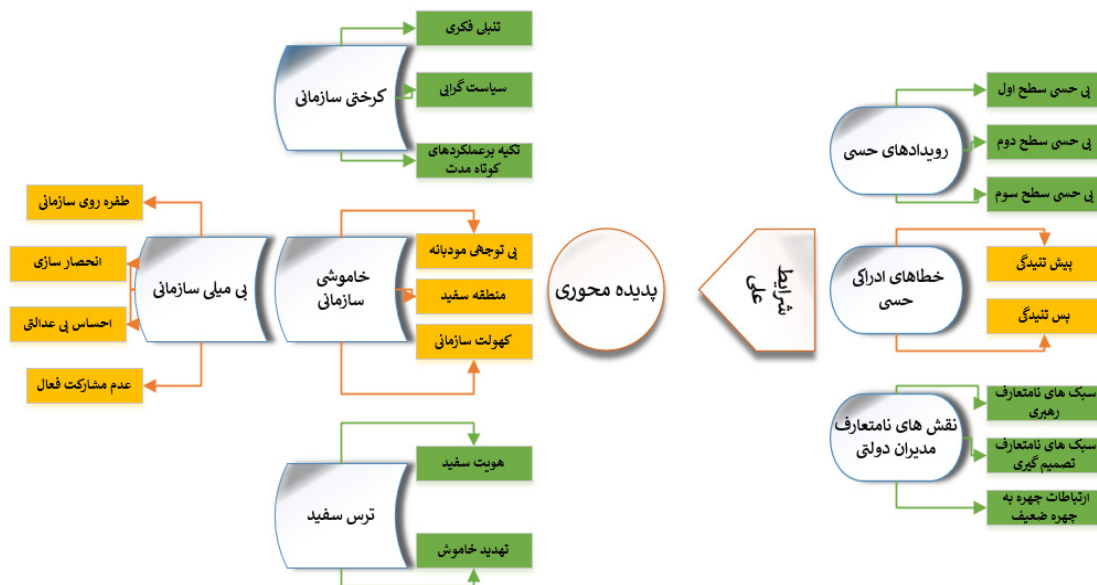 بی حسی سطح اول
رویدادهای حسی
بی حسی سطح دوم
بی حسی سطح سوم
خطاهای ادراکی
حسی
پیش تنیدگی
پس تنیدگی
نقش های نامتعارف
مدیران دولتی
سبک های نامتعارف
رهبری
سبک های نامتعارف
تصمیم گیری
ارتباطات چهره به
چهره ضعیف
شرایط
علی
پدیده محوری
کرختی سازمانی
تنبلی فکری
سیاست گرایی
تکیه برعملکردهای
کوتاه مدت
خاموشی
سازمانی
بی توجهی مودبانه
منطقه سفید
کهولت سازمانی
بی میلی سازمانی
طفره روی سازمانی
انحصار سازی
احساس بی عدالتی
عدم مشارکت فعال
ترس سفید
هویت سفید
تهدید خاموش